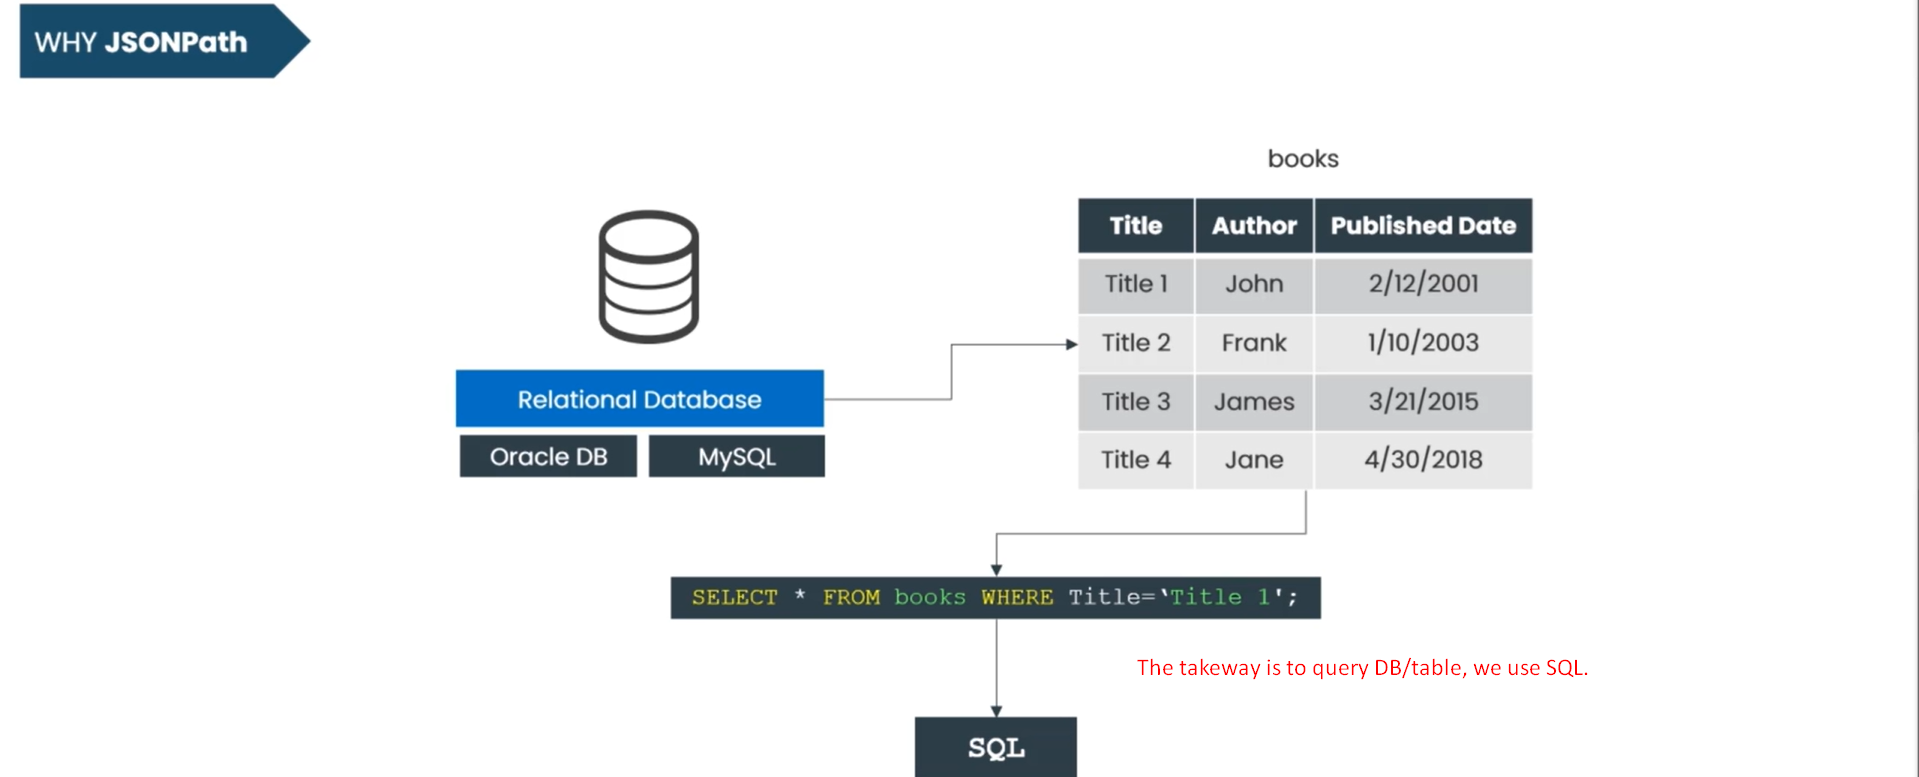 WHY JSONPath
books
Title Author Published Date
Title 1 John 2/12/2001
Title 2 Frank 1/10/2003
Title 3 James 3/21/2015
Title 4 Jane 4/30/2018
Relational Database
Oracle DB MySQL
SELECT * FROM books WHERE Title=‘Title 1';
The takeway is to query DB/table, we use SQL.
SQL